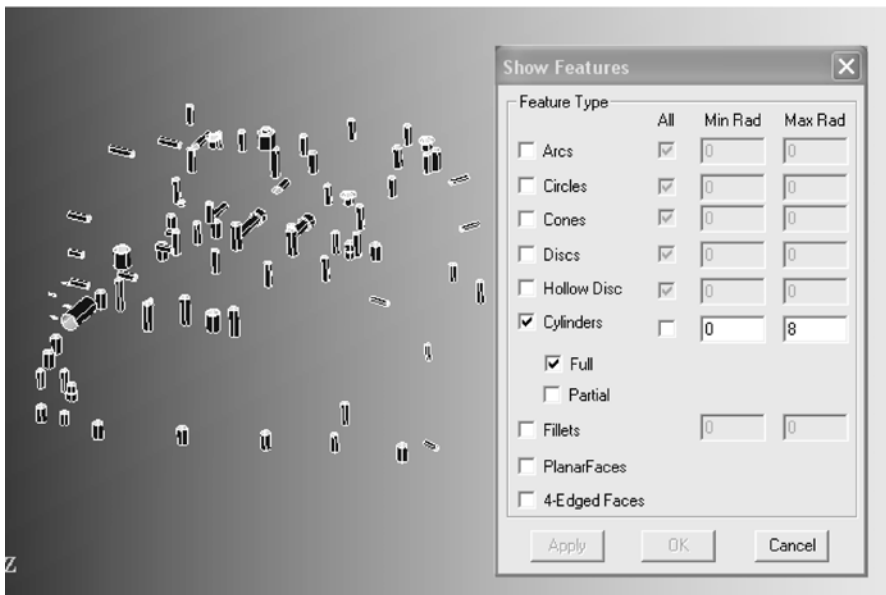 Show Features
Feature Type
All Min Rad Max Rad
Arcs 0 0
Circles 0 0
Cones 0 0
Discs 0 0
Hollow Disc 0 0
Cylinders 0 8
Full
Partial
Fillets 0 0
PlanarFaces
4-Edged Faces
Apply OK Cancel
Z